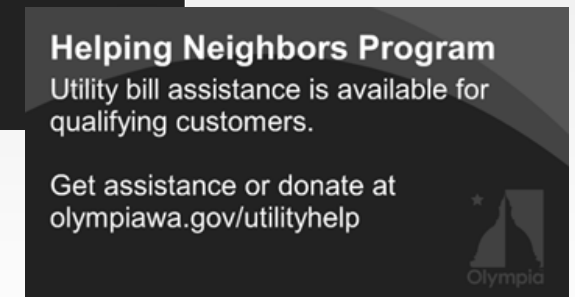 Helping Neighbors Program
Utility bill assistance is available for
qualifying customers.
Get assistance or donate at
olympiawa.gov/utilityhelp
Olympia